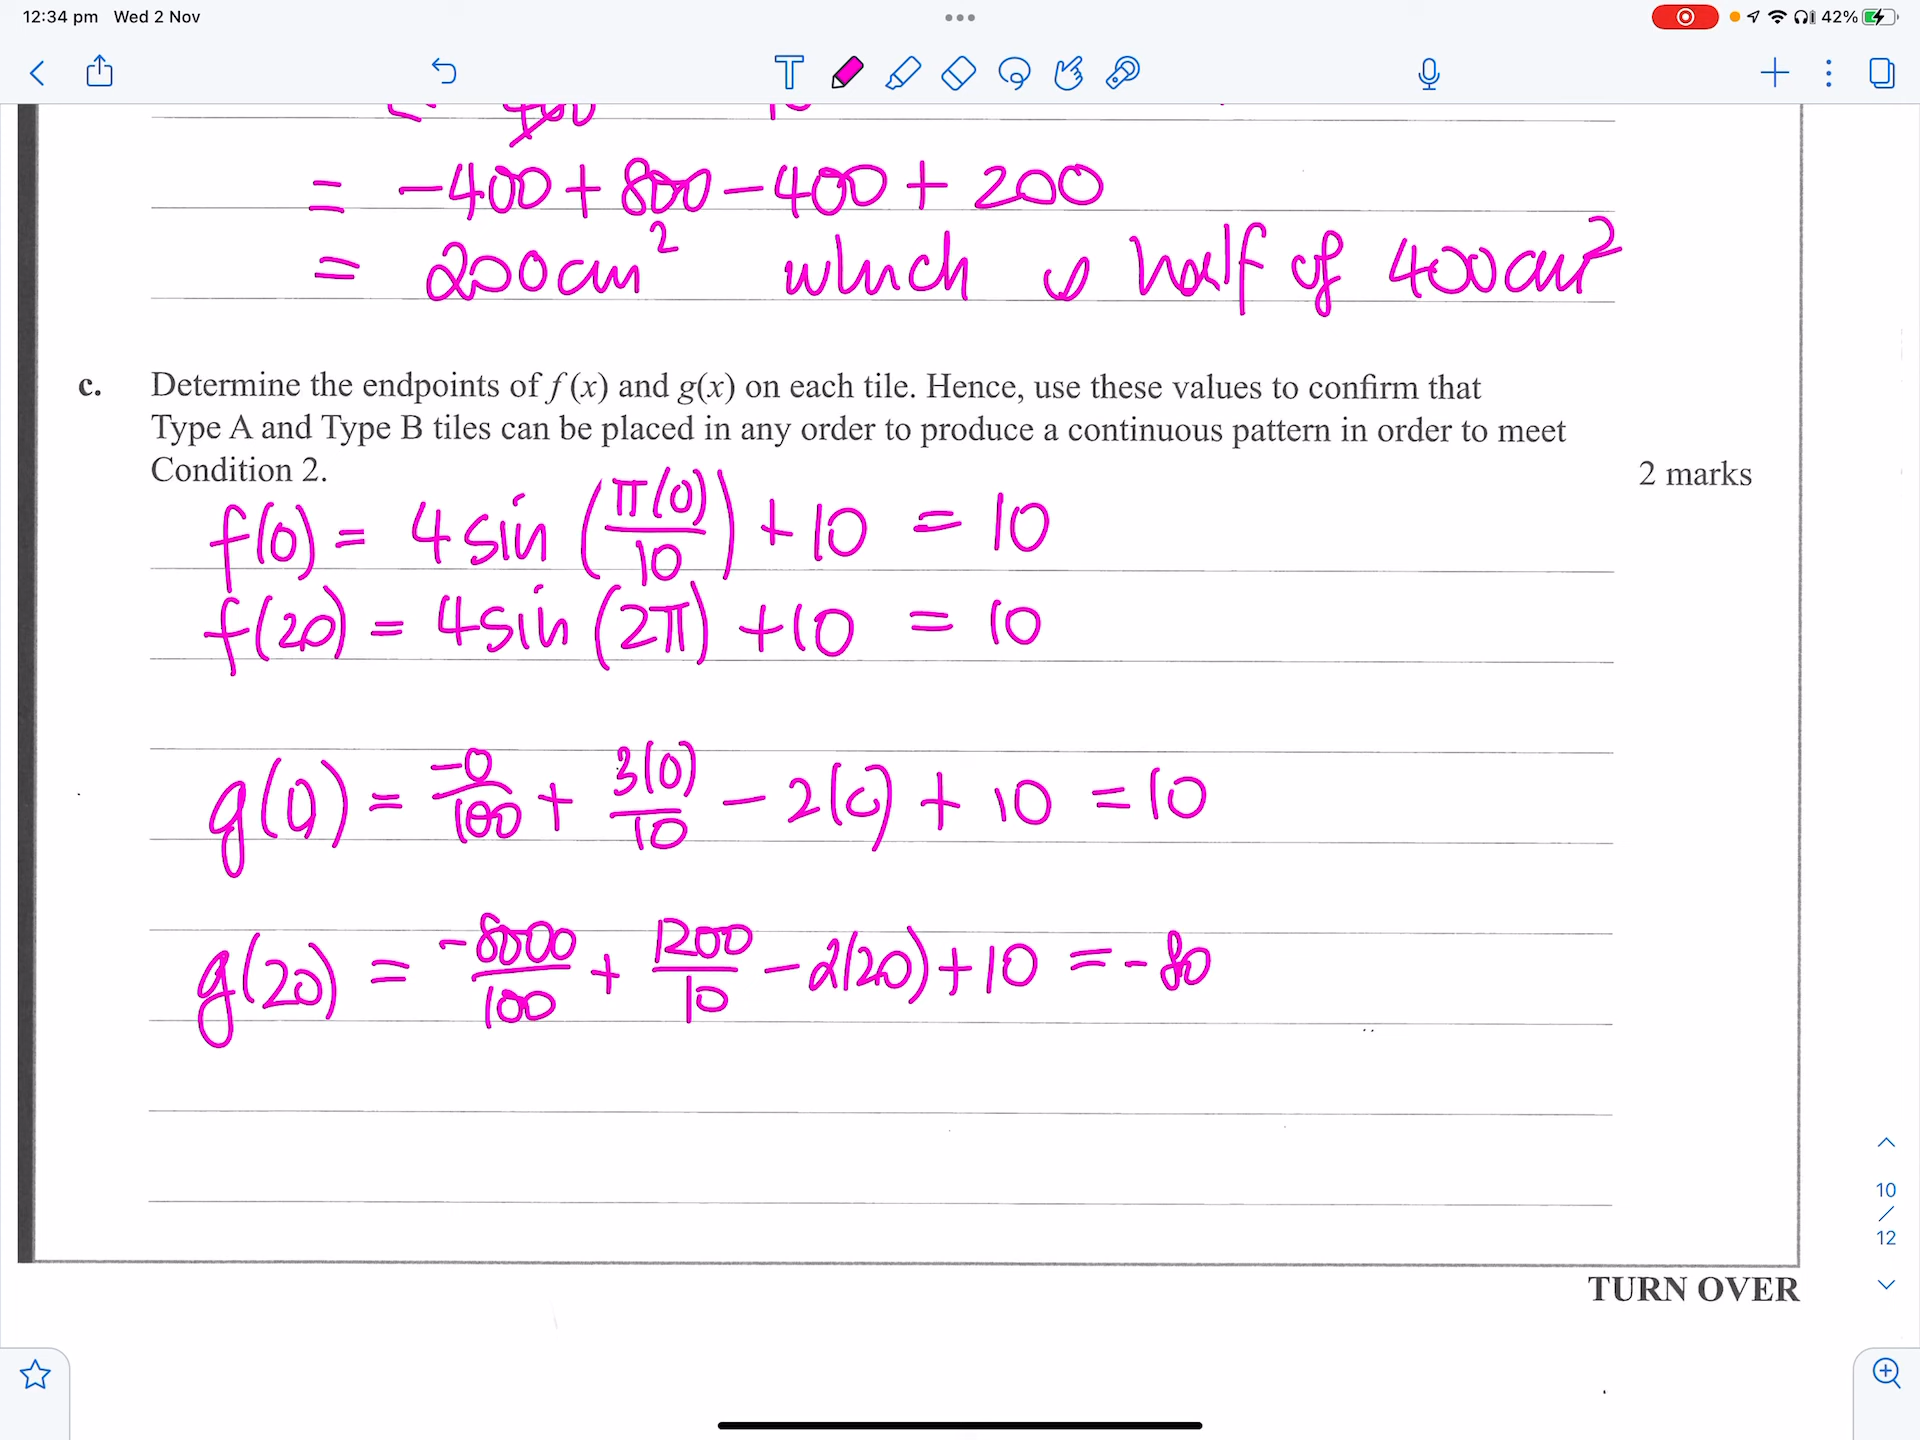 12:34 pm Wed 2 Nov 42%
= -400 + 800 - 400 + 200
= 200cm² which is half of 400cm²
c. Determine the endpoints of f(x) and g(x) on each tile. Hence, use these values to confirm that
Type A and Type B tiles can be placed in any order to produce a continuous pattern in order to meet
Condition 2.
2 marks
f(0) = 4 sin (π(0)/10) + 10 = 10
f(20) = 4sin (2π) + 10 = 10
g(0) = -0/100 + 3(0)/10 - 2(0) + 10 = 10
g(20) = -8000/100 + 1200/10 - 2(20) + 10 = -80
10
/
12
TURN OVER